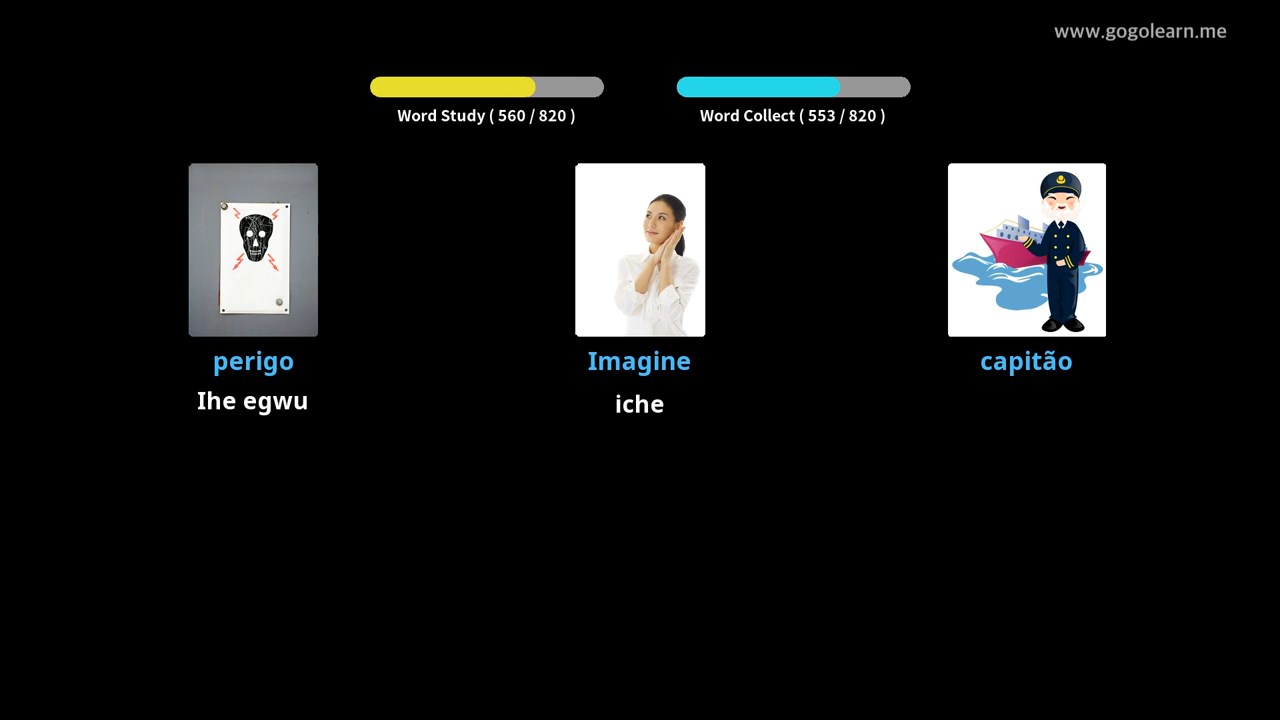 www.gogolearn.me
Word Study ( 560 / 820 )
Word Collect ( 553 / 820 )
perigo
Imagine
capitão
Ihe egwu
iche